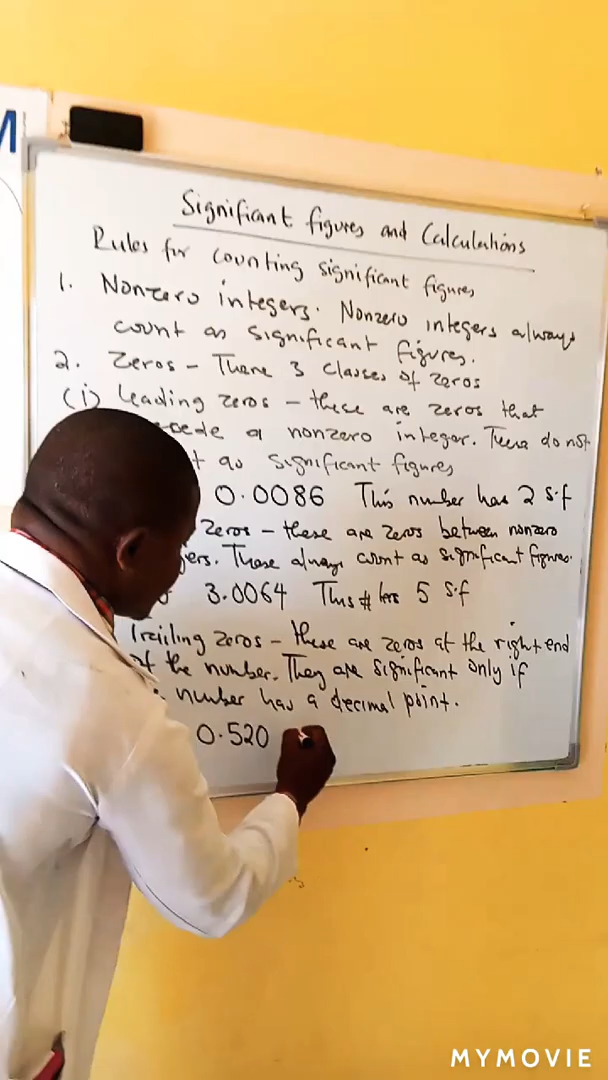 M
Significant figures and Calculations
Rules for counting significant figures
1. Nonzero integers. Nonzero integers always
count as significant figures.
2. Zeros - There 3 classes of zeros
(i) Leading zeros - these are zeros that
cede a nonzero integer. These do not
t as significant figures
0.0086 This number has 2 s.f
zeros - these are zeros between nonzero
gers. These always count as significant figures.
3.0064 This # has 5 s.f
Trailing zeros - these are zeros at the right end
of the number. They are significant only if
number has a decimal point.
0.520
MYMOVIE